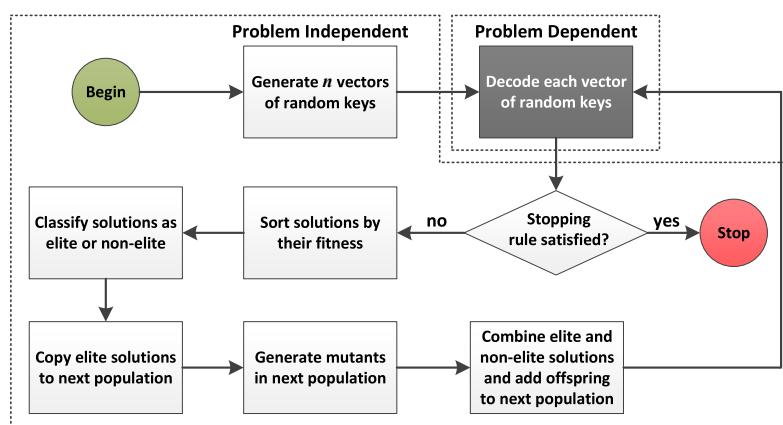 Problem Independent
Problem Dependent
Begin
Generate n vectors
of random keys
Decode each vector
of random keys
Classify solutions as
elite or non-elite
Sort solutions by
their fitness
no
Stopping
rule satisfied?
yes
Stop
Copy elite solutions
to next population
Generate mutants
in next population
Combine elite and
non-elite solutions
and add offspring
to next population